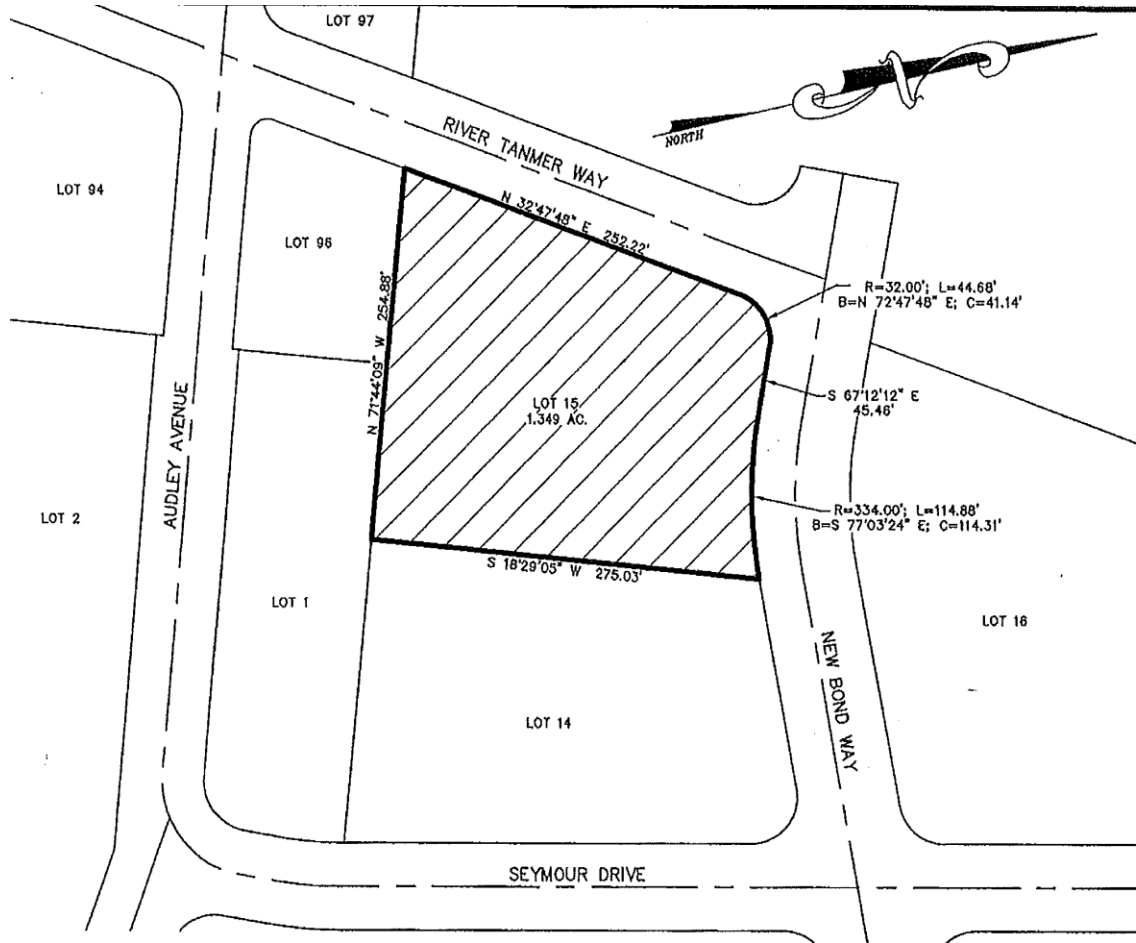 LOT 97
NORTH
N
RIVER TANMER WAY
LOT 94
LOT 96
N 32°47'48" E 252.22'
R=32.00'; L=44.68'
B=N 72°47'48" E; C=41.14'
N 71°44'09" W 254.88'
S 67°12'12" E
45.46'
LOT 15
1.349 AC.
AUDLEY AVENUE
LOT 2
R=334.00'; L=114.88'
B=S 77°03'24" E; C=114.31'
S 18°29'05" W 275.03'
LOT 1
LOT 16
NEW BOND WAY
LOT 14
SEYMOUR DRIVE